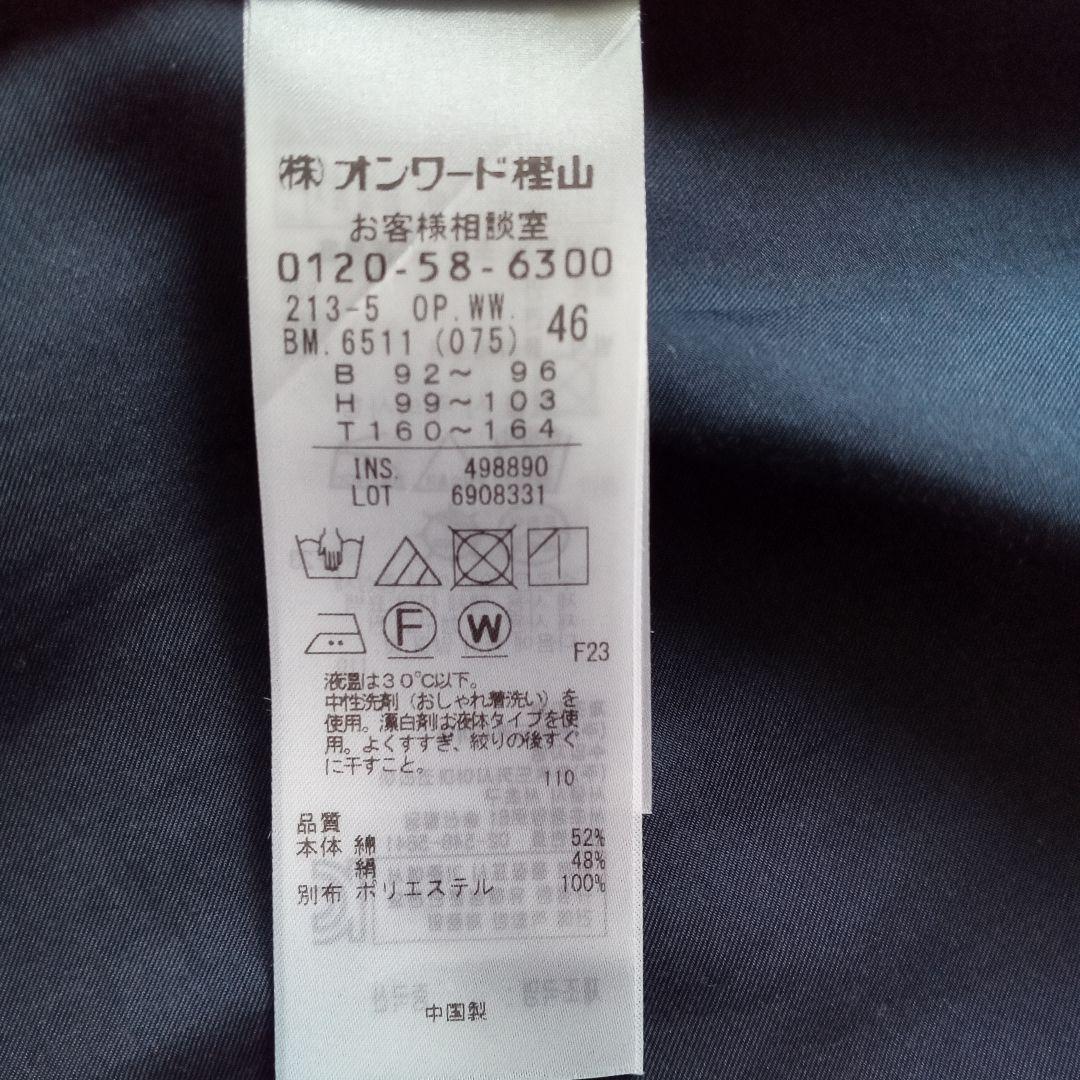 ㈱オンワード樫山
お客様相談室
0120-58-6300
213-5 OP.WW.
BM.6511 (075) 46
B 92～ 96
H 99～103
T160～164
INS. 498890
LOT 6908331
F W
F23
液温は30℃以下。
中性洗剤（おしゃれ着洗い）を
使用。漂白剤は液体タイプを使
用。よくすすぎ、絞りの後すぐ
に干すこと。
110
品質
本体 綿 52%
絹 48%
別布 ポリエステル 100%
中国製